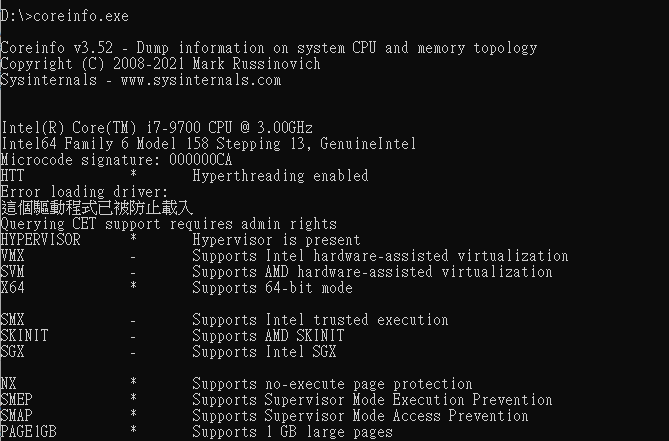 D:\>coreinfo.exe
Coreinfo v3.52 - Dump information on system CPU and memory topology
Copyright (C) 2008-2021 Mark Russinovich
Sysinternals - www.sysinternals.com
Intel(R) Core(TM) i7-9700 CPU @ 3.00GHz
Intel64 Family 6 Model 158 Stepping 13, GenuineIntel
Microcode signature: 000000CA
HTT * Hyperthreading enabled
Error loading driver:
這個驅動程式已被防止載入
Querying CET support requires admin rights
HYPERVISOR * Hypervisor is present
VMX - Supports Intel hardware-assisted virtualization
SVM - Supports AMD hardware-assisted virtualization
X64 * Supports 64-bit mode
SMX - Supports Intel trusted execution
SKINIT - Supports AMD SKINIT
SGX - Supports Intel SGX
NX * Supports no-execute page protection
SMEP * Supports Supervisor Mode Execution Prevention
SMAP * Supports Supervisor Mode Access Prevention
PAGE1GB * Supports 1 GB large pages